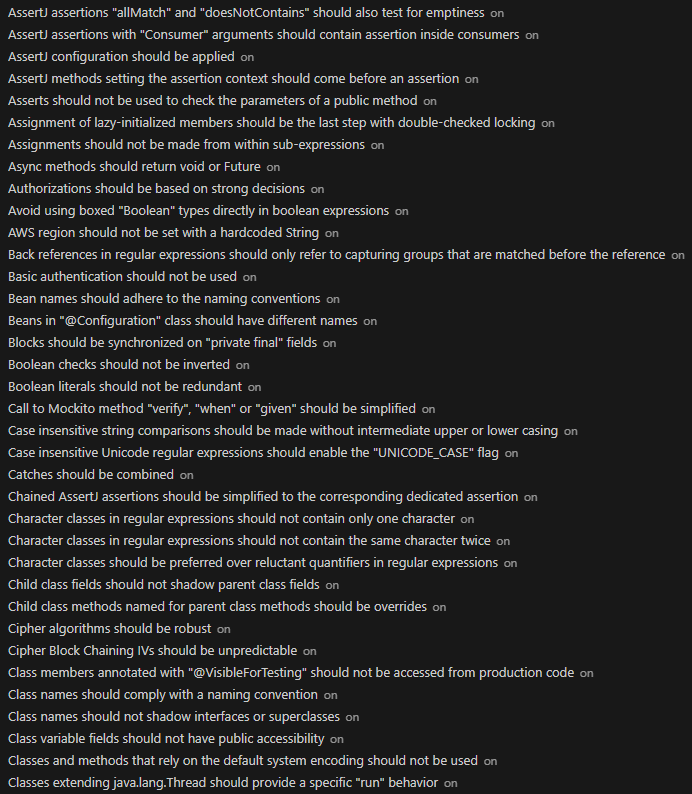 AssertJ assertions "allMatch" and "doesNotContains" should also test for emptiness on
AssertJ assertions with "Consumer" arguments should contain assertion inside consumers on
AssertJ configuration should be applied on
AssertJ methods setting the assertion context should come before an assertion on
Asserts should not be used to check the parameters of a public method on
Assignment of lazy-initialized members should be the last step with double-checked locking on
Assignments should not be made from within sub-expressions on
Async methods should return void or Future on
Authorizations should be based on strong decisions on
Avoid using boxed "Boolean" types directly in boolean expressions on
AWS region should not be set with a hardcoded String on
Back references in regular expressions should only refer to capturing groups that are matched before the reference on
Basic authentication should not be used on
Bean names should adhere to the naming conventions on
Beans in "@Configuration" class should have different names on
Blocks should be synchronized on "private final" fields on
Boolean checks should not be inverted on
Boolean literals should not be redundant on
Call to Mockito method "verify", "when" or "given" should be simplified on
Case insensitive string comparisons should be made without intermediate upper or lower casing on
Case insensitive Unicode regular expressions should enable the "UNICODE_CASE" flag on
Catches should be combined on
Chained AssertJ assertions should be simplified to the corresponding dedicated assertion on
Character classes in regular expressions should not contain only one character on
Character classes in regular expressions should not contain the same character twice on
Character classes should be preferred over reluctant quantifiers in regular expressions on
Child class fields should not shadow parent class fields on
Child class methods named for parent class methods should be overrides on
Cipher algorithms should be robust on
Cipher Block Chaining IVs should be unpredictable on
Class members annotated with "@VisibleForTesting" should not be accessed from production code on
Class names should comply with a naming convention on
Class names should not shadow interfaces or superclasses on
Class variable fields should not have public accessibility on
Classes and methods that rely on the default system encoding should not be used on
Classes extending java.lang.Thread should provide a specific "run" behavior on